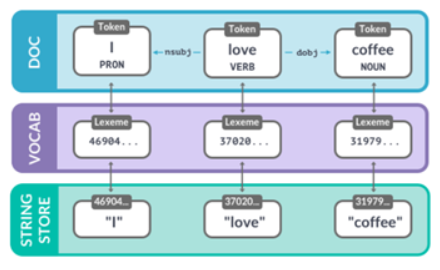 DOC
Token Token Token
I love coffee
PRON VERB NOUN
nsubj dobj
VOCAB
Lexeme Lexeme Lexeme
46904... 37020... 31979...
STRING
STORE
46904... 37020... 31979...
"I" "love" "coffee"